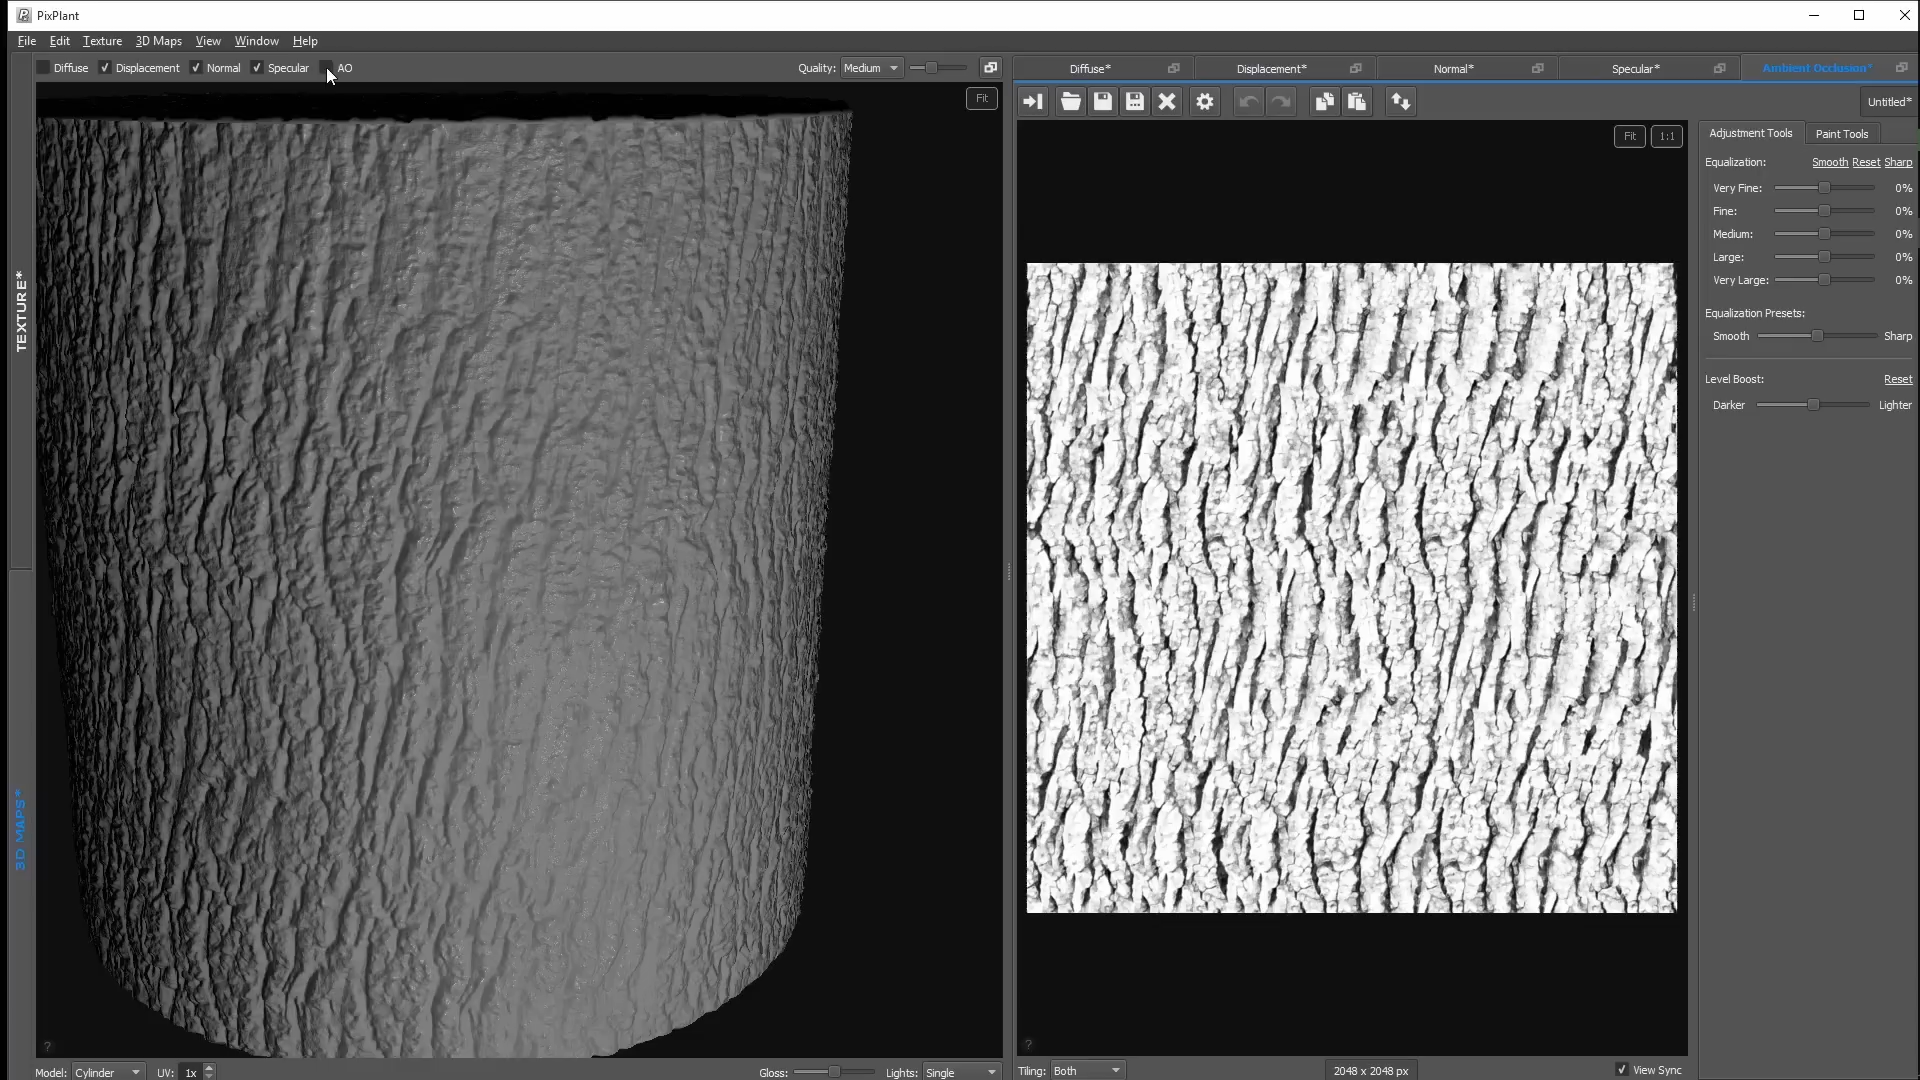 PixPlant
File Edit Texture 3D Maps View Window Help
Diffuse Displacement Normal Specular AO Quality: Medium
Diffuse* Displacement* Normal* Specular* Ambient Occlusion*
Untitled*
Fit
Fit 1:1
Adjustment Tools Paint Tools
Equalization: Smooth Reset Sharp
Very Fine: 0%
Fine: 0%
Medium: 0%
Large: 0%
Very Large: 0%
Equalization Presets:
Smooth Sharp
Level Boost: Reset
Darker Lighter
TEXTURE*
3D MAPS*
?
?
Model: Cylinder UV: 1x Gloss: Lights: Single
Tiling: Both 2048 x 2048 px View Sync